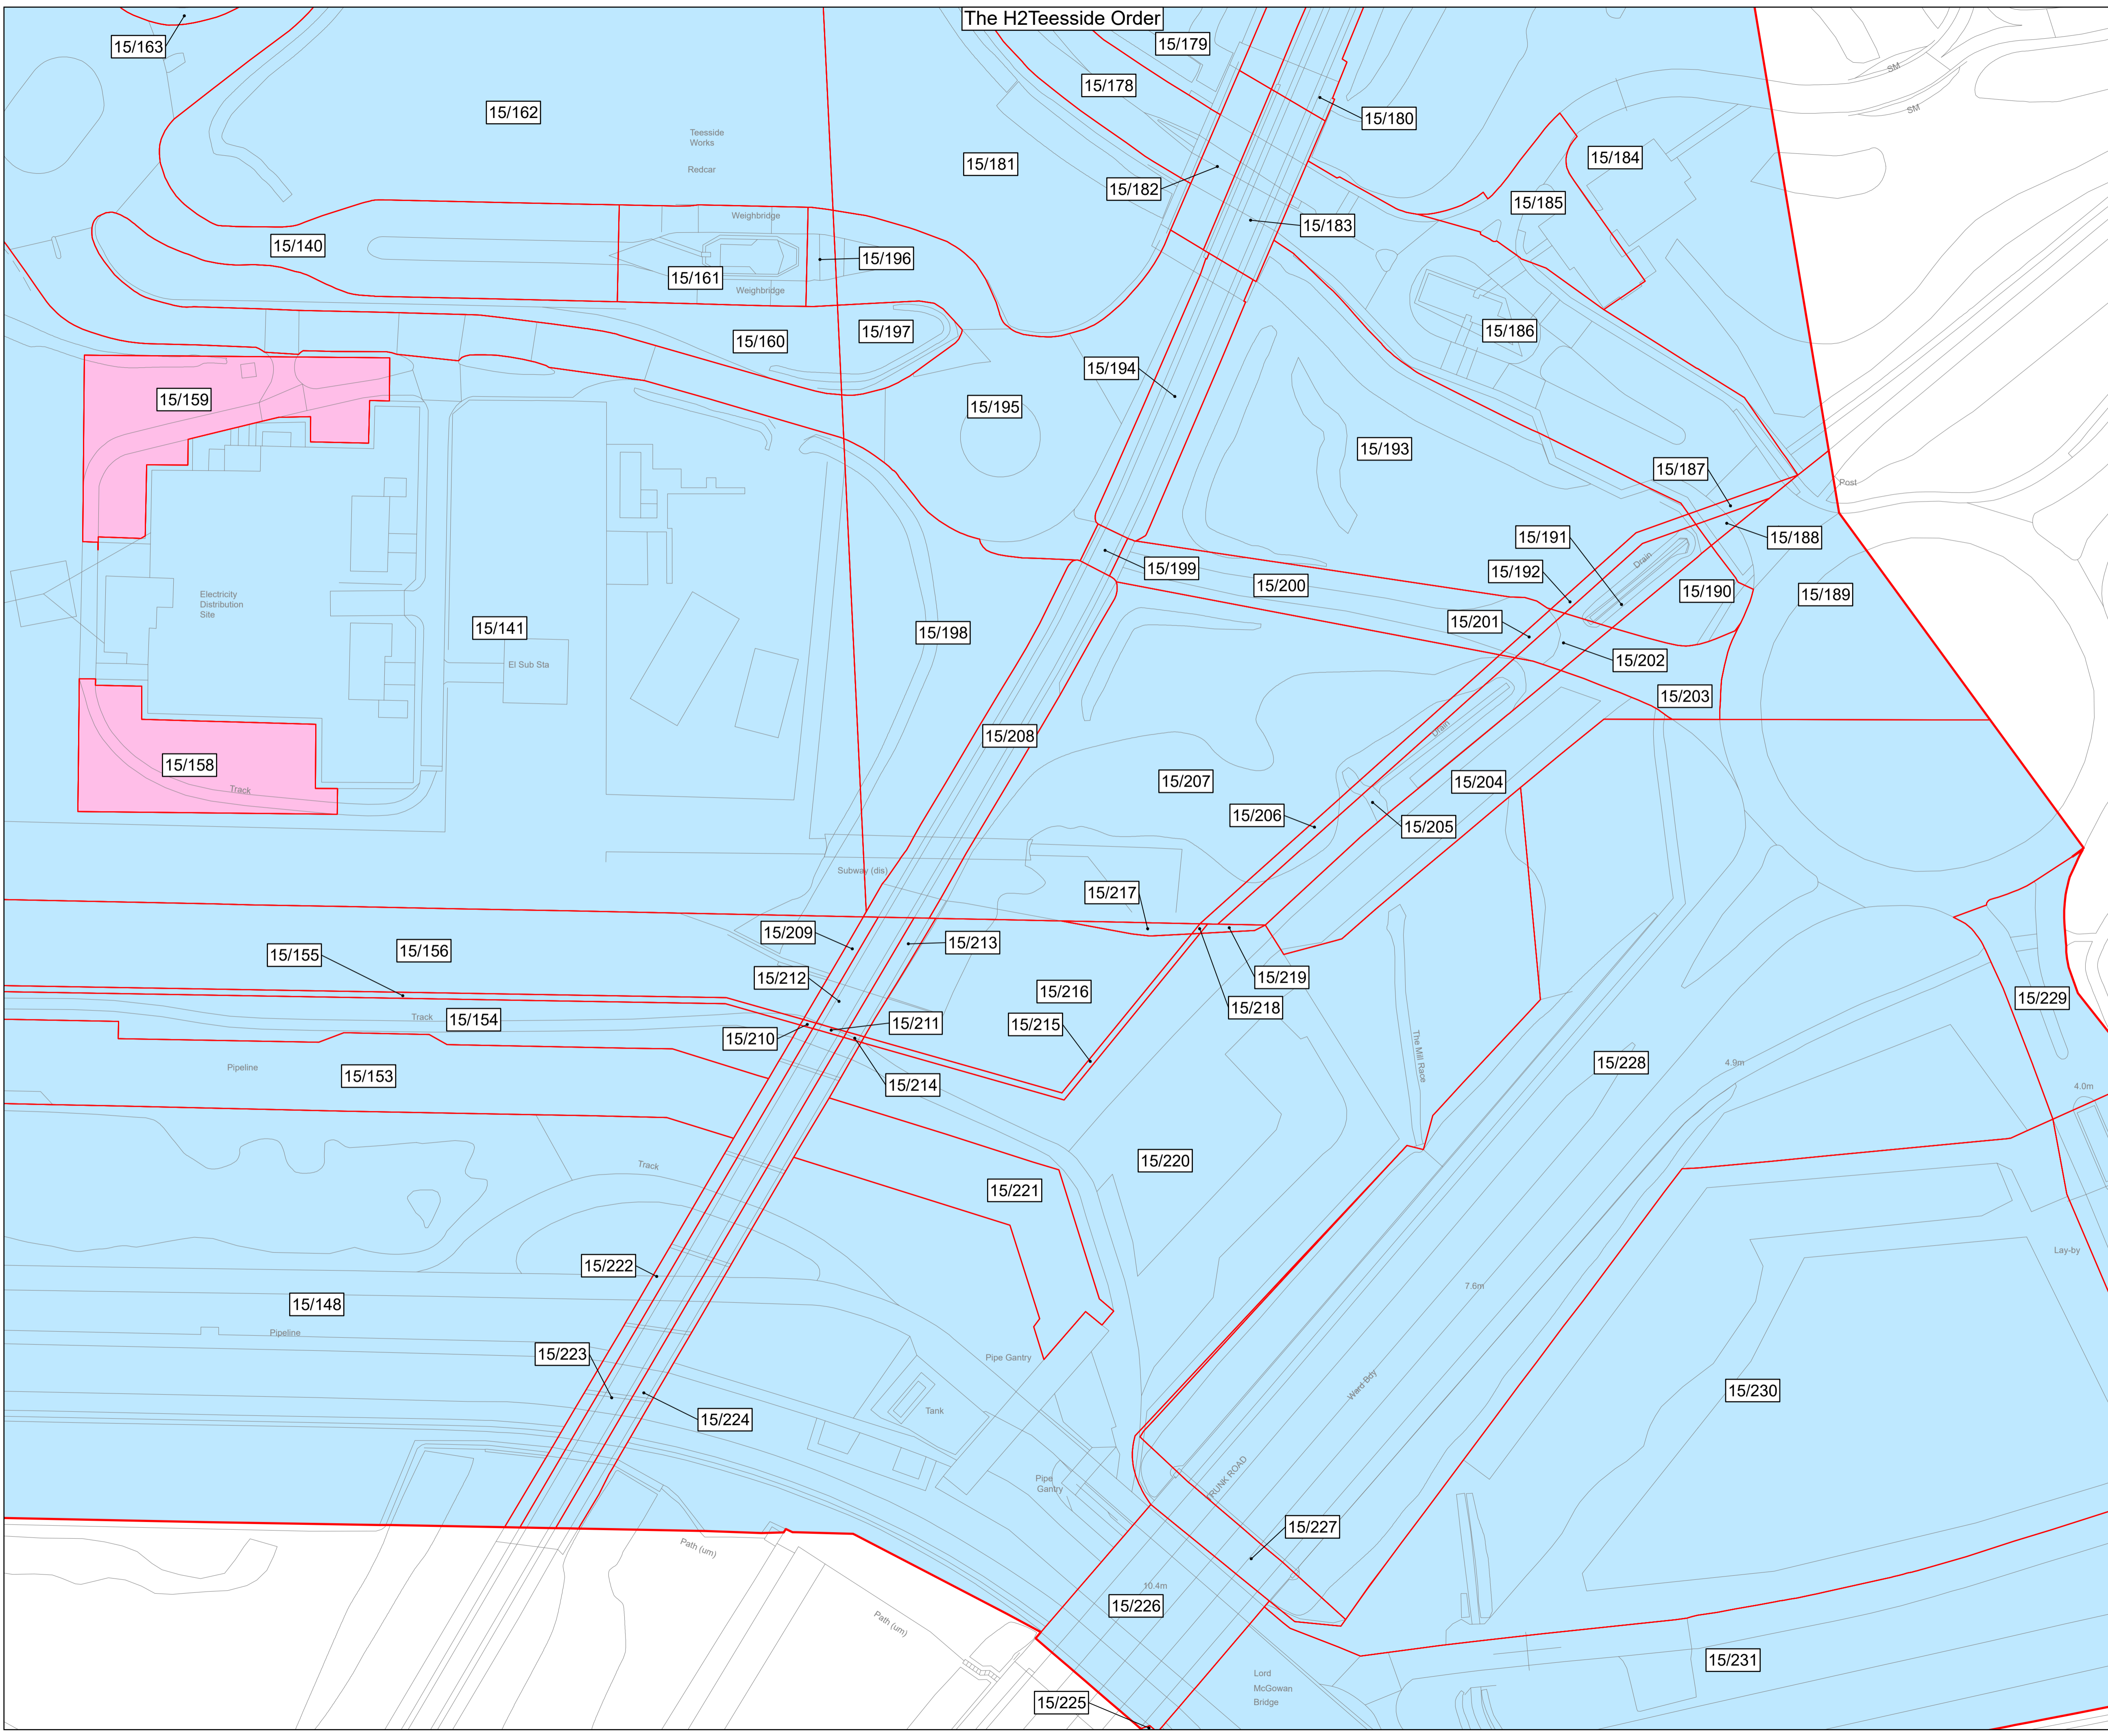 The H2Teesside Order
15/163
15/179
15/178
15/162
15/180
Teesside
Works
Redcar
SM
SM
15/181
15/184
15/182
15/185
15/183
Weighbridge
15/140
15/196
15/161
Weighbridge
15/160
15/197
15/186
15/194
15/159
15/195
15/193
15/187
Post
15/191
15/188
15/199
15/192
Drain
15/200
15/190
15/189
Electricity
Distribution
Site
15/141
15/198
15/201
El Sub Sta
15/202
15/203
15/208
Drain
15/158
15/207
15/204
Track
15/206
15/205
Subway (dis)
15/217
15/209
15/213
15/156
15/155
15/212
15/219
15/216
15/218
15/229
Track
15/154
15/211
15/215
15/210
The Mill Race
Pipeline
15/153
15/214
15/228
4.9m
4.0m
Track
15/220
15/221
15/222
Lay-by
7.6m
15/148
Pipeline
15/223
Pipe Gantry
Ward Bdy
15/230
15/224
Tank
Pipe
Gantry
TRUNK ROAD
15/227
Path (um)
10.4m
15/226
Path (um)
15/231
Lord
McGowan
Bridge
15/225